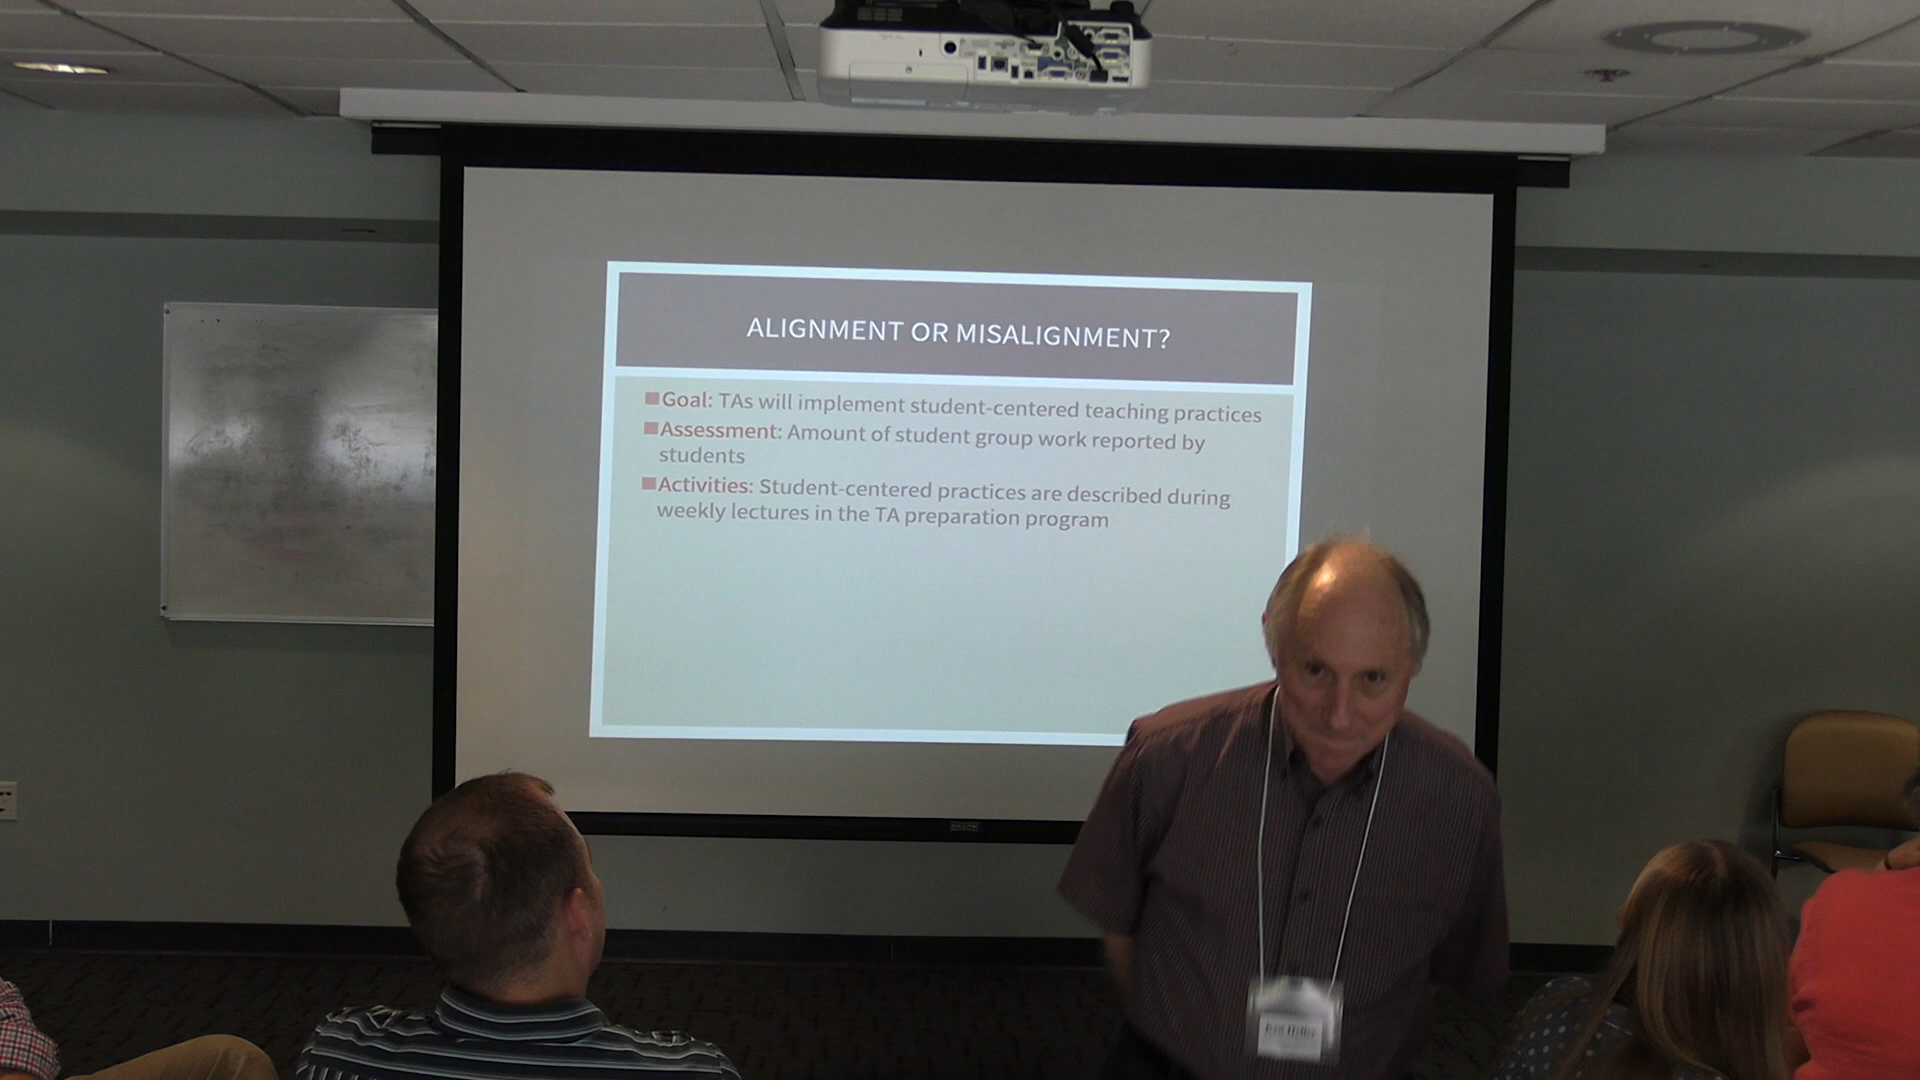 ALIGNMENT OR MISALIGNMENT?
■Goal: TAs will implement student-centered teaching practices
■Assessment: Amount of student group work reported by
students
■Activities: Student-centered practices are described during
weekly lectures in the TA preparation program